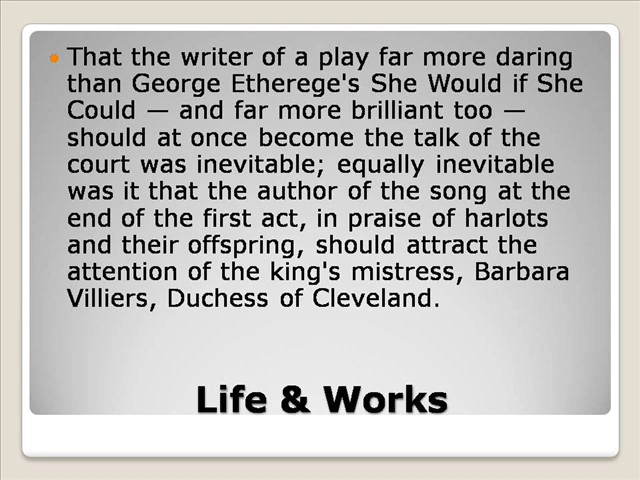 That the writer of a play far more daring
than George Etherege's She Would if She
Could — and far more brilliant too —
should at once become the talk of the
court was inevitable; equally inevitable
was it that the author of the song at the
end of the first act, in praise of harlots
and their offspring, should attract the
attention of the king's mistress, Barbara
Villiers, Duchess of Cleveland.
Life & Works